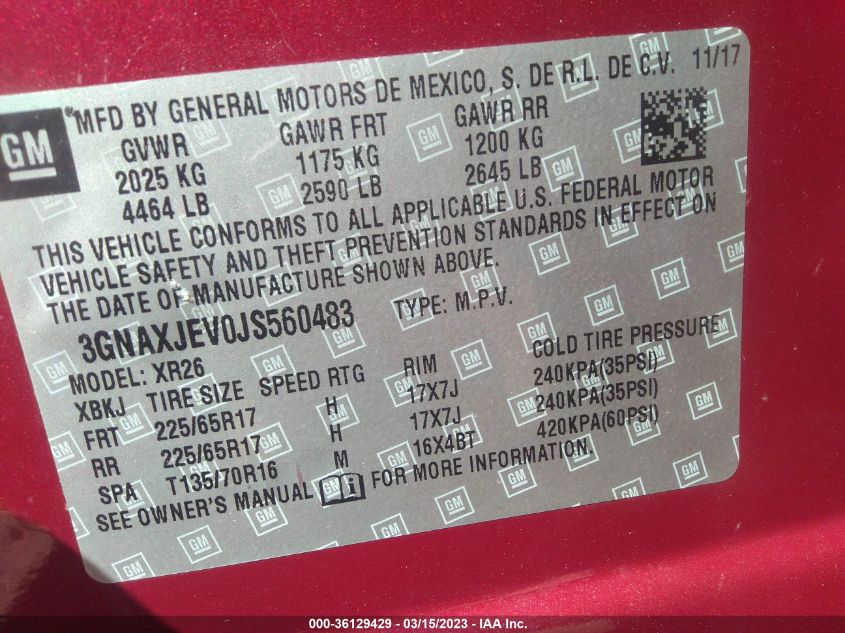 "MFD BY GENERAL MOTORS DE MEXICO, S. DE R.L. DE C.V. 11/17
GM
GVWR GAWR FRT GAWR RR
2025 KG 1175 KG 1200 KG
4464 LB 2590 LB 2645 LB
THIS VEHICLE CONFORMS TO ALL APPLICABLE U.S. FEDERAL MOTOR
VEHICLE SAFETY AND THEFT PREVENTION STANDARDS IN EFFECT ON
THE DATE OF MANUFACTURE SHOWN ABOVE.
3GNAXJEV0JS560483 TYPE: M.P.V.
MODEL: XR26
XBKJ TIRE SIZE SPEED RTG RIM COLD TIRE PRESSURE
FRT 225/65R17 H 17X7J 240KPA(35PSI)
RR 225/65R17 H 17X7J 240KPA(35PSI)
SPA T135/70R16 M 16X4BT 420KPA(60PSI)
SEE OWNER'S MANUAL i FOR MORE INFORMATION.
000-36129429 - 03/15/2023 - IAA Inc.